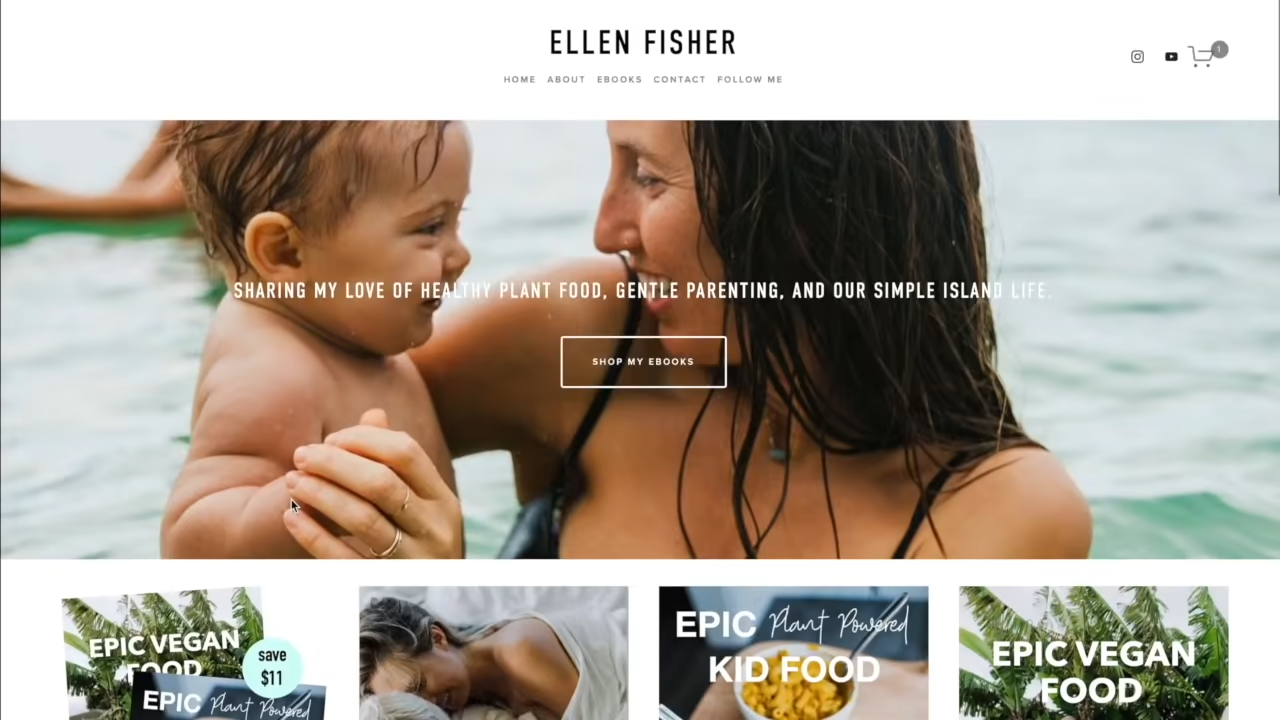 ELLEN FISHER
HOME ABOUT EBOOKS CONTACT FOLLOW ME
1
SHARING MY LOVE OF HEALTHY PLANT FOOD, GENTLE PARENTING, AND OUR SIMPLE ISLAND LIFE.
SHOP MY EBOOKS
EPIC VEGAN
FOOD
save
$11
EPIC Plant Powered
EPIC Plant Powered
KID FOOD
EPIC VEGAN
FOOD